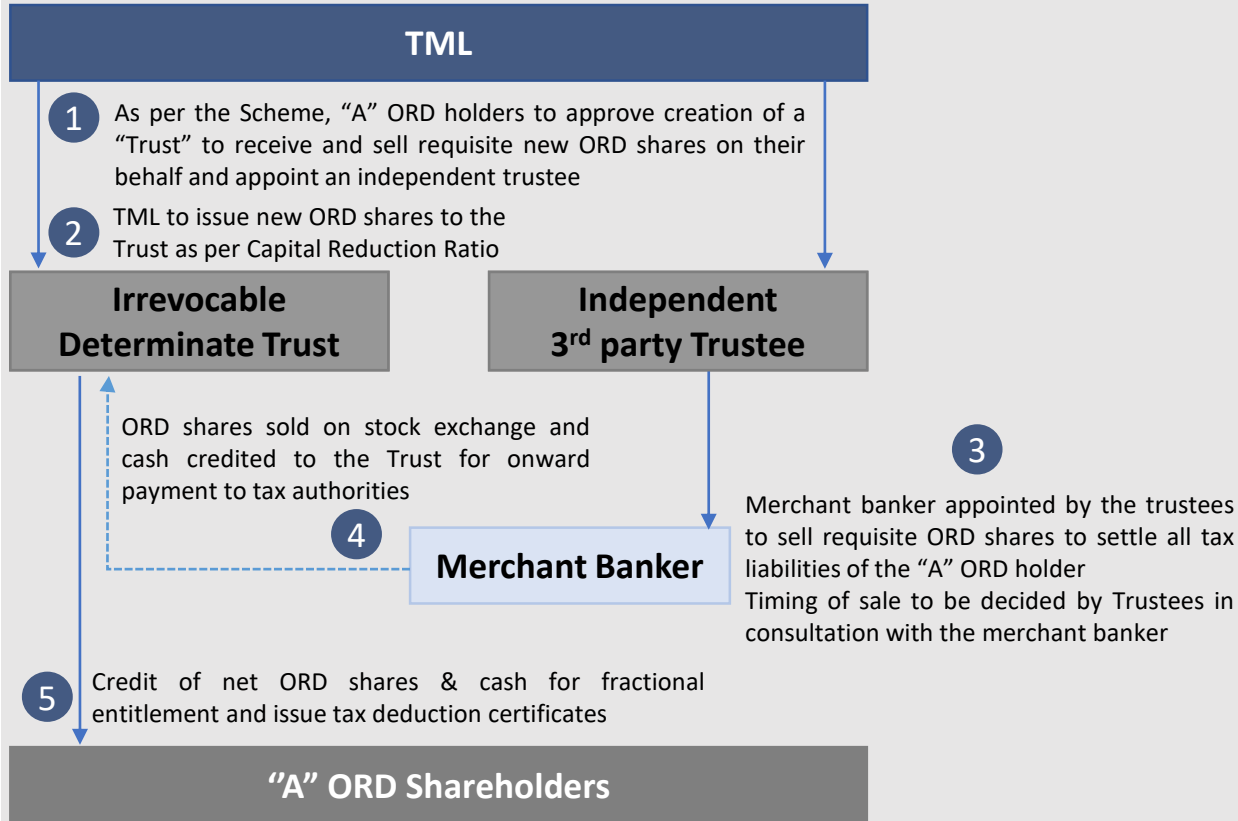 TML
1
As per the Scheme, “A” ORD holders to approve creation of a
“Trust” to receive and sell requisite new ORD shares on their
behalf and appoint an independent trustee
2
TML to issue new ORD shares to the
Trust as per Capital Reduction Ratio
Irrevocable
Determinate Trust
Independent
3rd party Trustee
ORD shares sold on stock exchange and
cash credited to the Trust for onward
payment to tax authorities
3
Merchant banker appointed by the trustees
to sell requisite ORD shares to settle all tax
liabilities of the “A” ORD holder
Timing of sale to be decided by Trustees in
consultation with the merchant banker
4
Merchant Banker
5
Credit of net ORD shares & cash for fractional
entitlement and issue tax deduction certificates
‘’A” ORD Shareholders